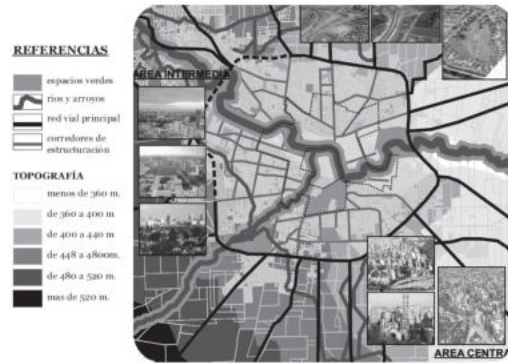 REFERENCIAS
espacios verdes
ríos y arroyos
red vial principal
corredores de
estructuración
TOPOGRAFÍA
menos de 360 m.
de 360 a 400 m
de 400 a 440 m
de 448 a 4800m.
de 480 a 520 m.
mas de 520 m.
AREA INTERMEDIA
AREA CENTRA